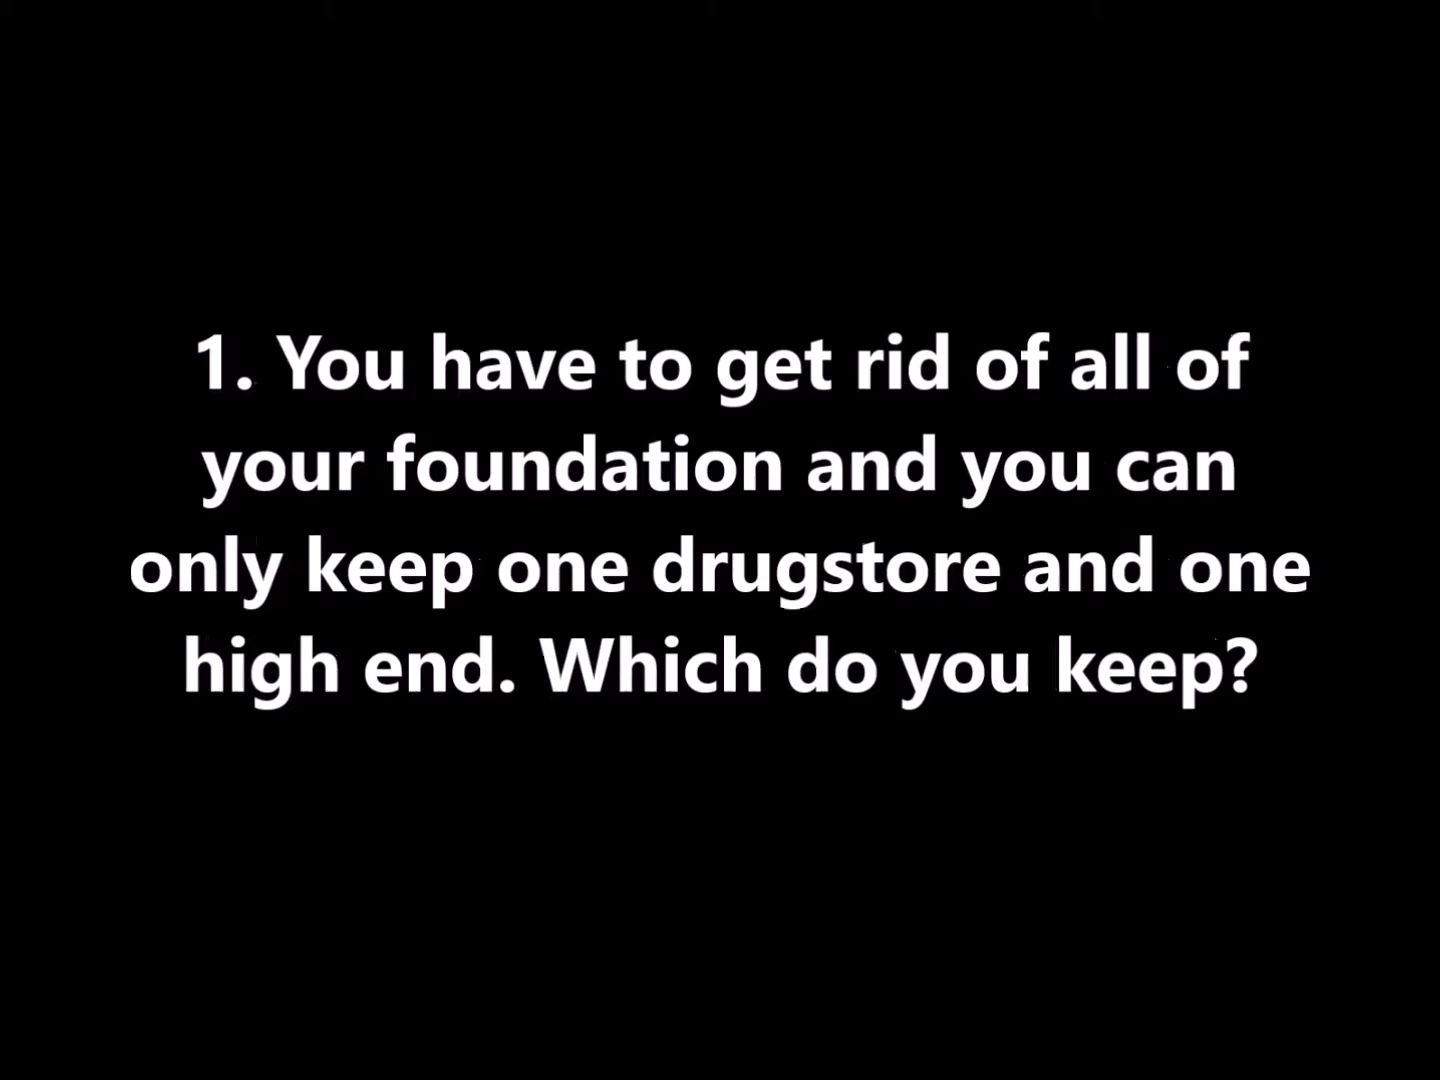 1. You have to get rid of all of
your foundation and you can
only keep one drugstore and one
high end. Which do you keep?